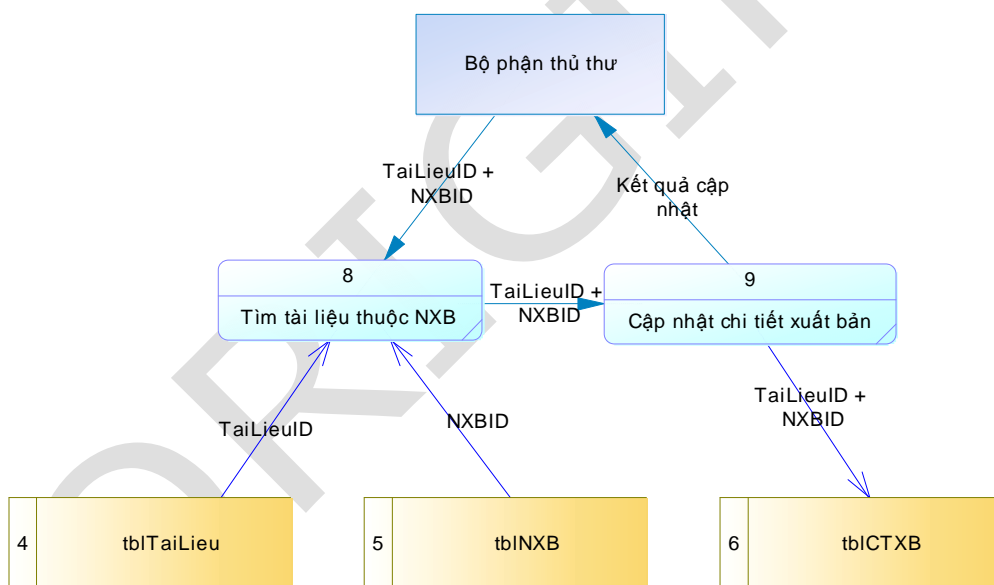 Bộ phận thủ thư
TaiLieuID +
NXBID
Kết quả cập
nhật
8
Tìm tài liệu thuộc NXB
TaiLieuID +
NXBID
9
Cập nhật chi tiết xuất bản
TaiLieuID
NXBID
TaiLieuID +
NXBID
4
tblTaiLieu
5
tblNXB
6
tblCTXB